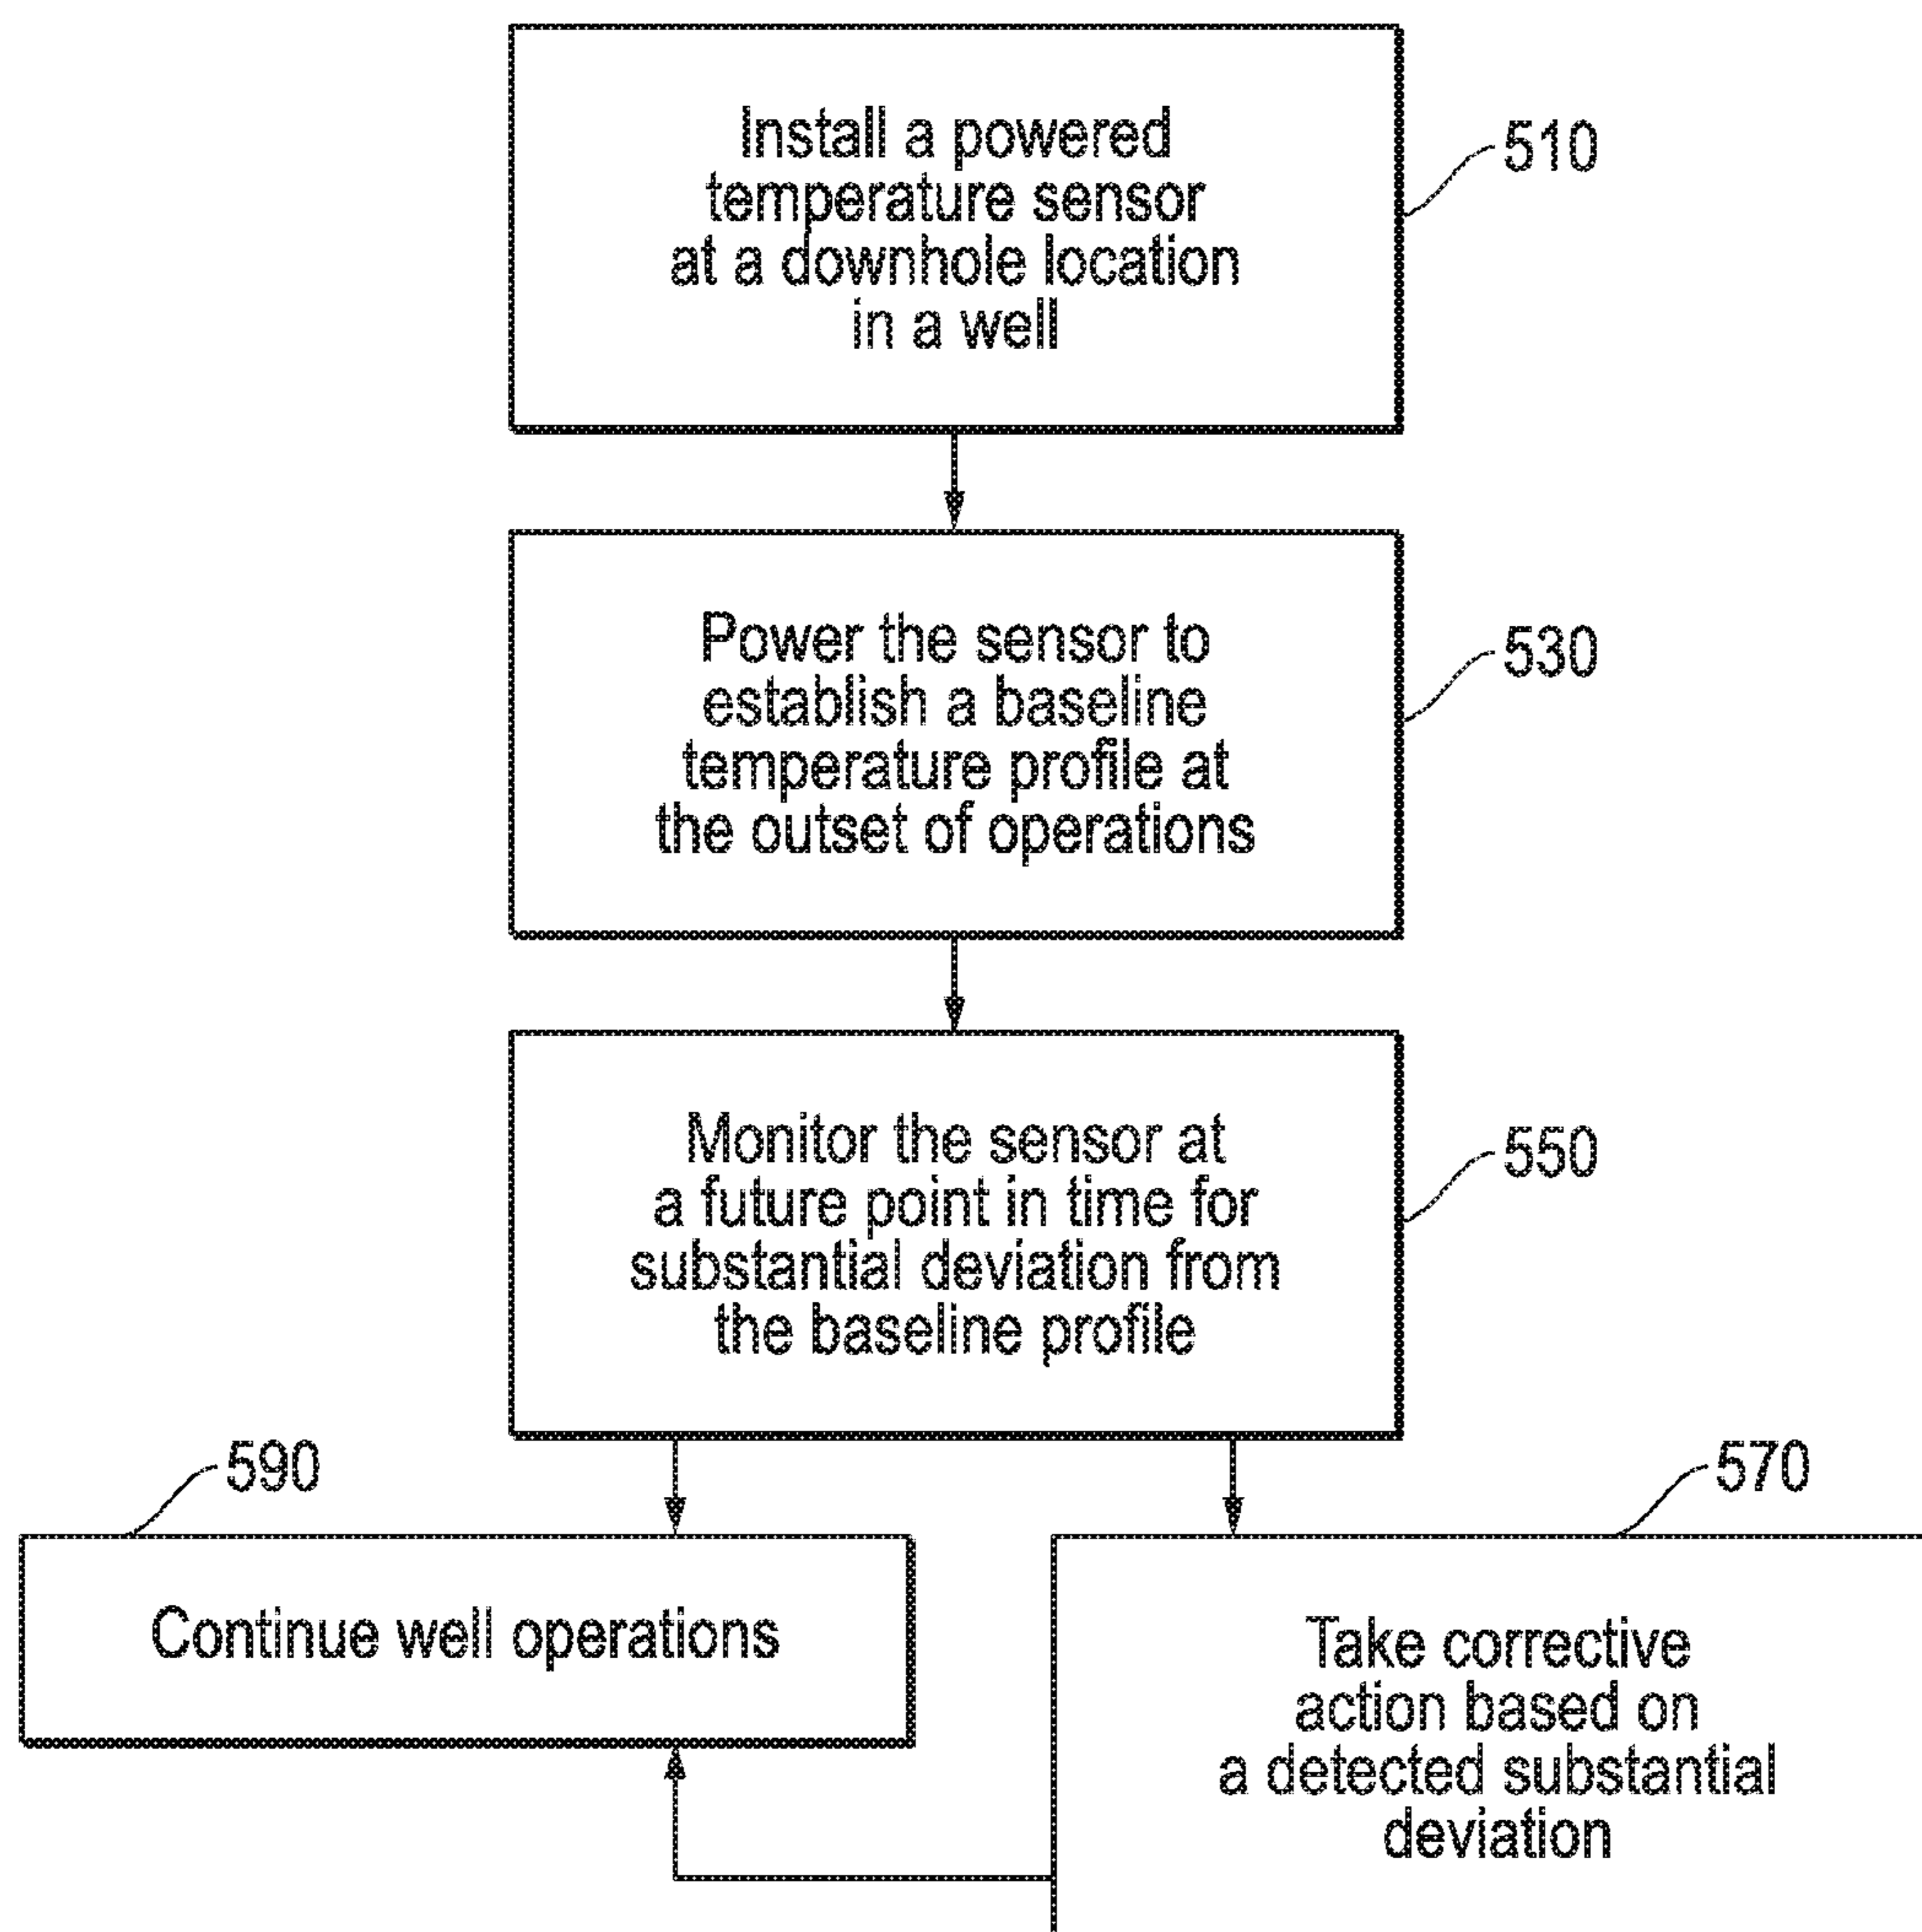 Install a powered
temperature sensor
at a downhole location
in a well
510
Power the sensor to
establish a baseline
temperature profile at
the outset of operations
530
Monitor the sensor at
a future point in time for
substantial deviation from
the baseline profile
550
590
Continue well operations
570
Take corrective
action based on
a detected substantial
deviation